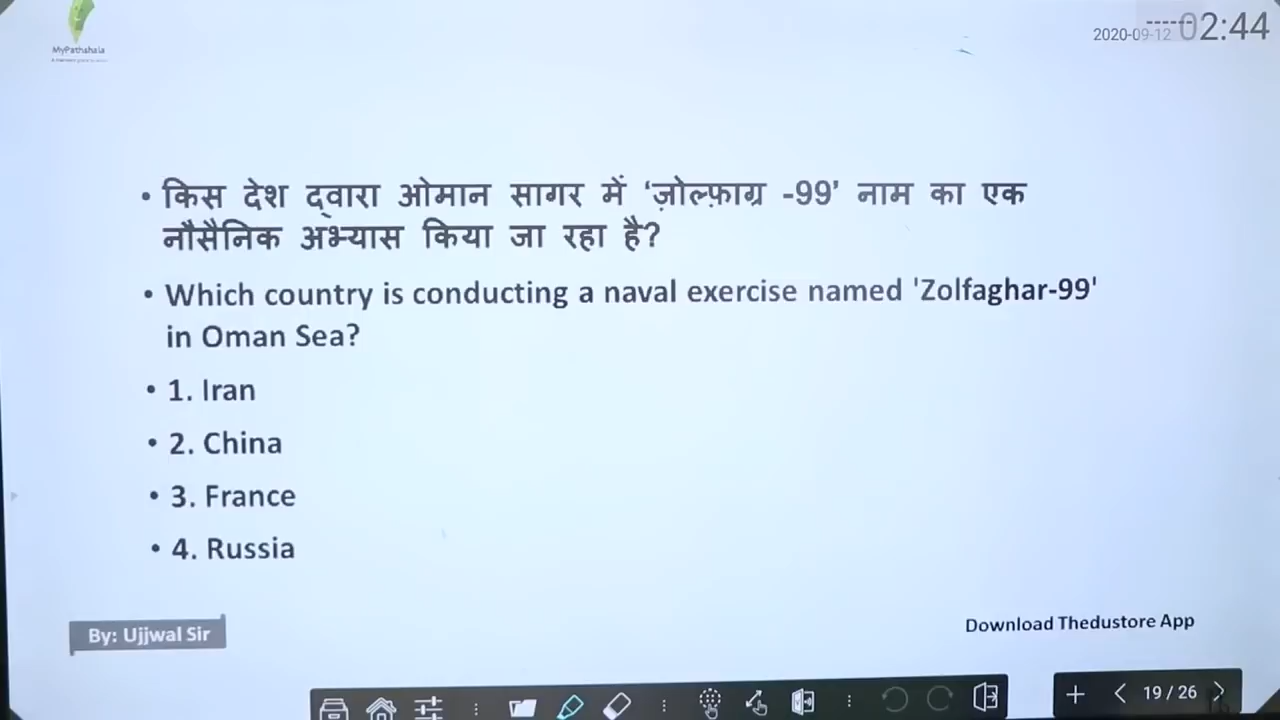 MyPathshala
2020-09-12 02:44
• किस देश द्वारा ओमान सागर में ‘ज़ोल्फ़ाग्र -99’ नाम का एक
नौसैनिक अभ्यास किया जा रहा है?
• Which country is conducting a naval exercise named 'Zolfaghar-99'
in Oman Sea?
• 1. Iran
• 2. China
• 3. France
• 4. Russia
By: Ujjwal Sir
Download Thedustore App
19 / 26